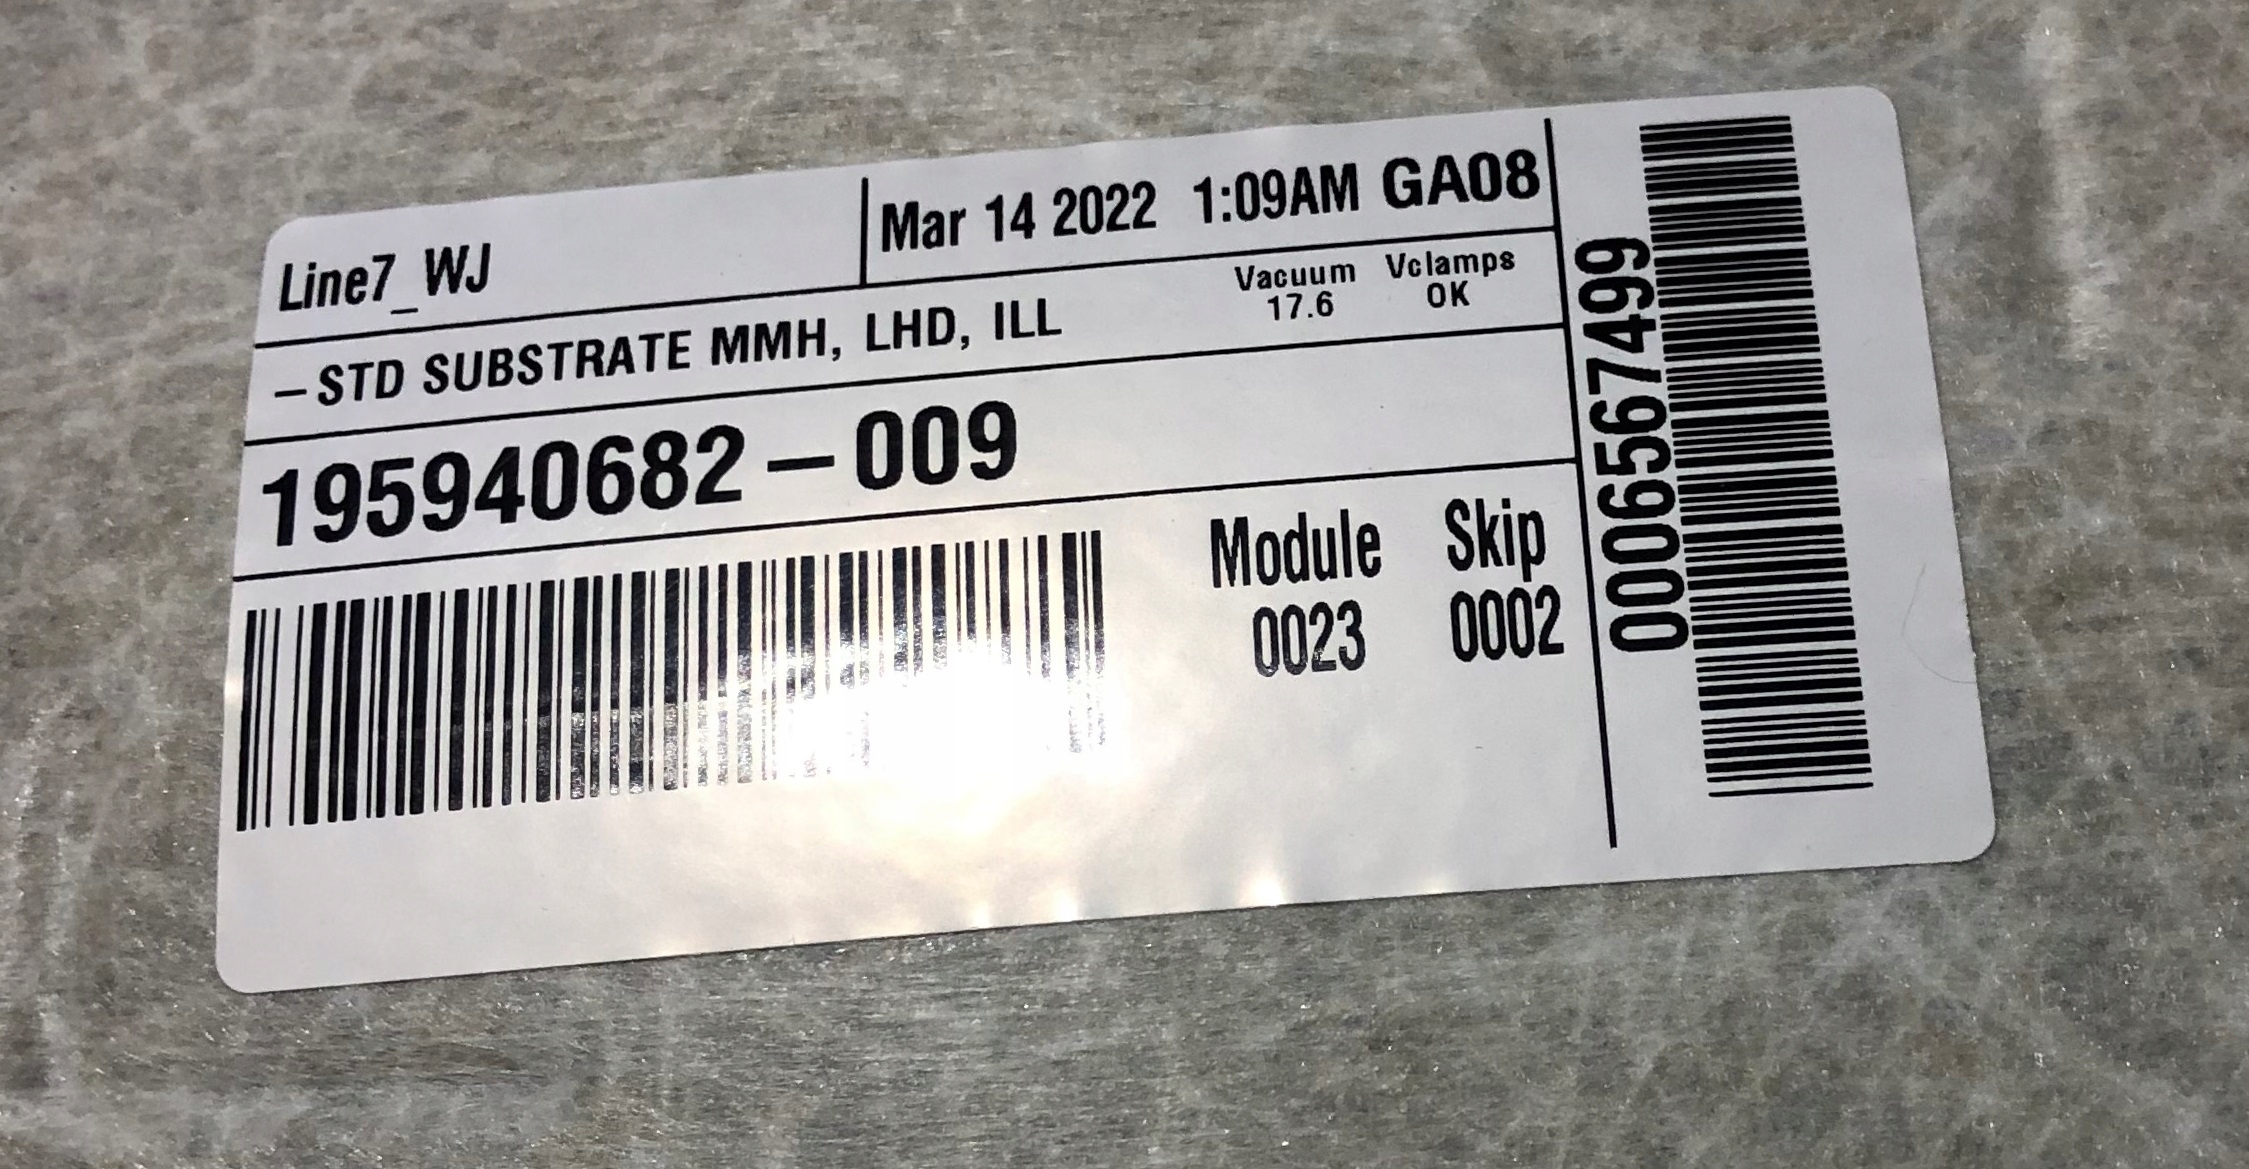 Line7_WJ
Mar 14 2022 1:09AM GA08
—STD SUBSTRATE MMH, LHD, ILL
Vacuum Vclamps
17.6 OK
195940682—009
Module Skip
0023 0002
0006567499